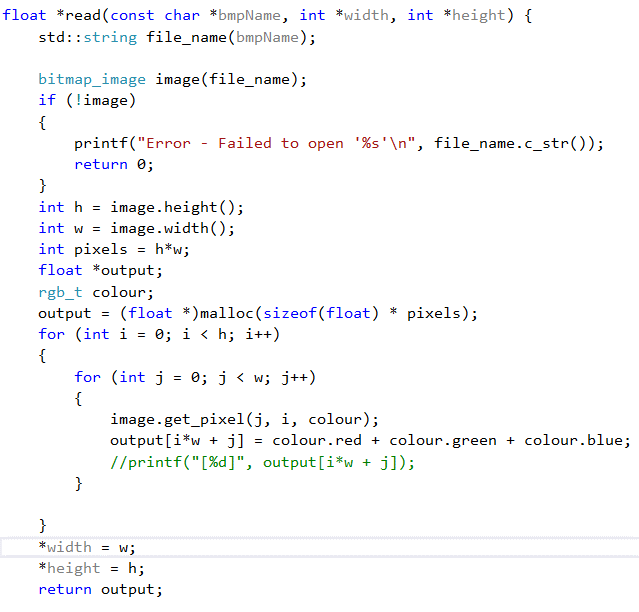 float *read(const char *bmpName, int *width, int *height) {
    std::string file_name(bmpName);

    bitmap_image image(file_name);
    if (!image)
    {
        printf("Error - Failed to open '%s'\n", file_name.c_str());
        return 0;
    }
    int h = image.height();
    int w = image.width();
    int pixels = h*w;
    float *output;
    rgb_t colour;
    output = (float *)malloc(sizeof(float) * pixels);
    for (int i = 0; i < h; i++)
    {
        for (int j = 0; j < w; j++)
        {
            image.get_pixel(j, i, colour);
            output[i*w + j] = colour.red + colour.green + colour.blue;
            //printf("[%d]", output[i*w + j]);
        }

    }
    *width = w;
    *height = h;
    return output;